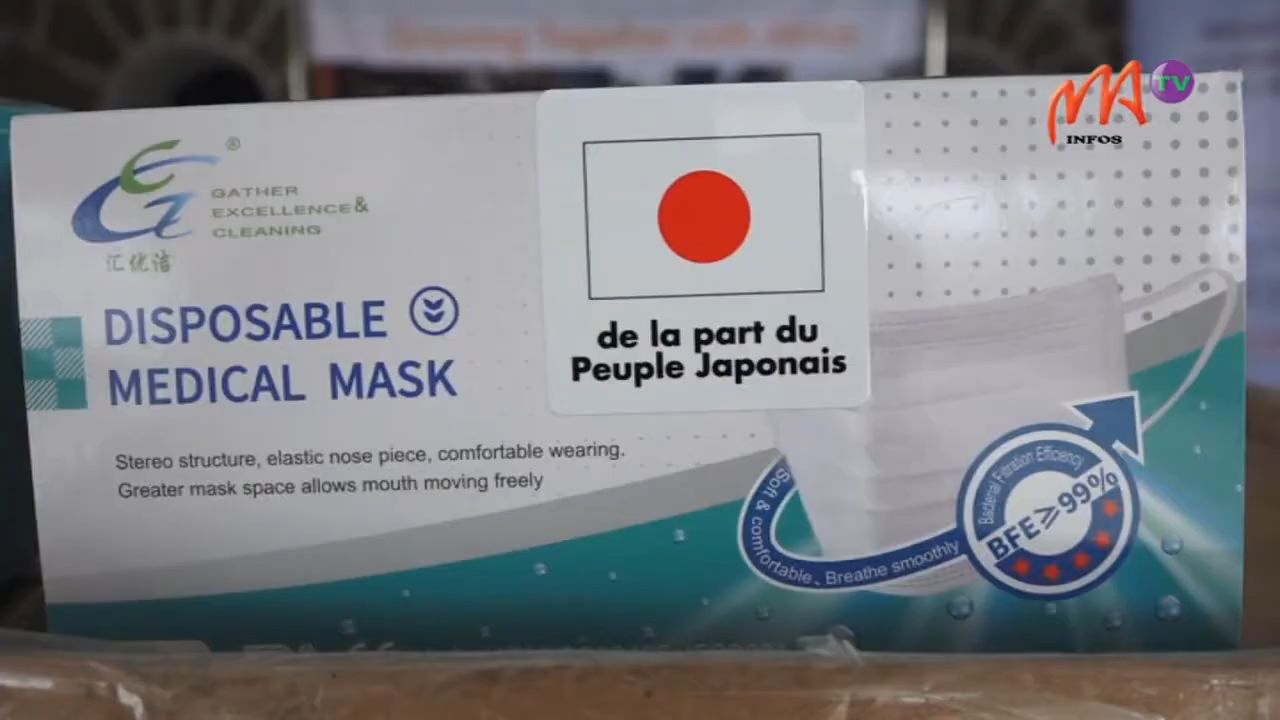 MA TV
INFOS
®
GATHER
EXCELLENCE&
CLEANING
汇优洁
DISPOSABLE
MEDICAL MASK
de la part du
Peuple Japonais
Stereo structure, elastic nose piece, comfortable wearing.
Greater mask space allows mouth moving freely
Soft & comfortable、Breathe smoothly
Bacterial Filtration Efficiency
BFE≥99%